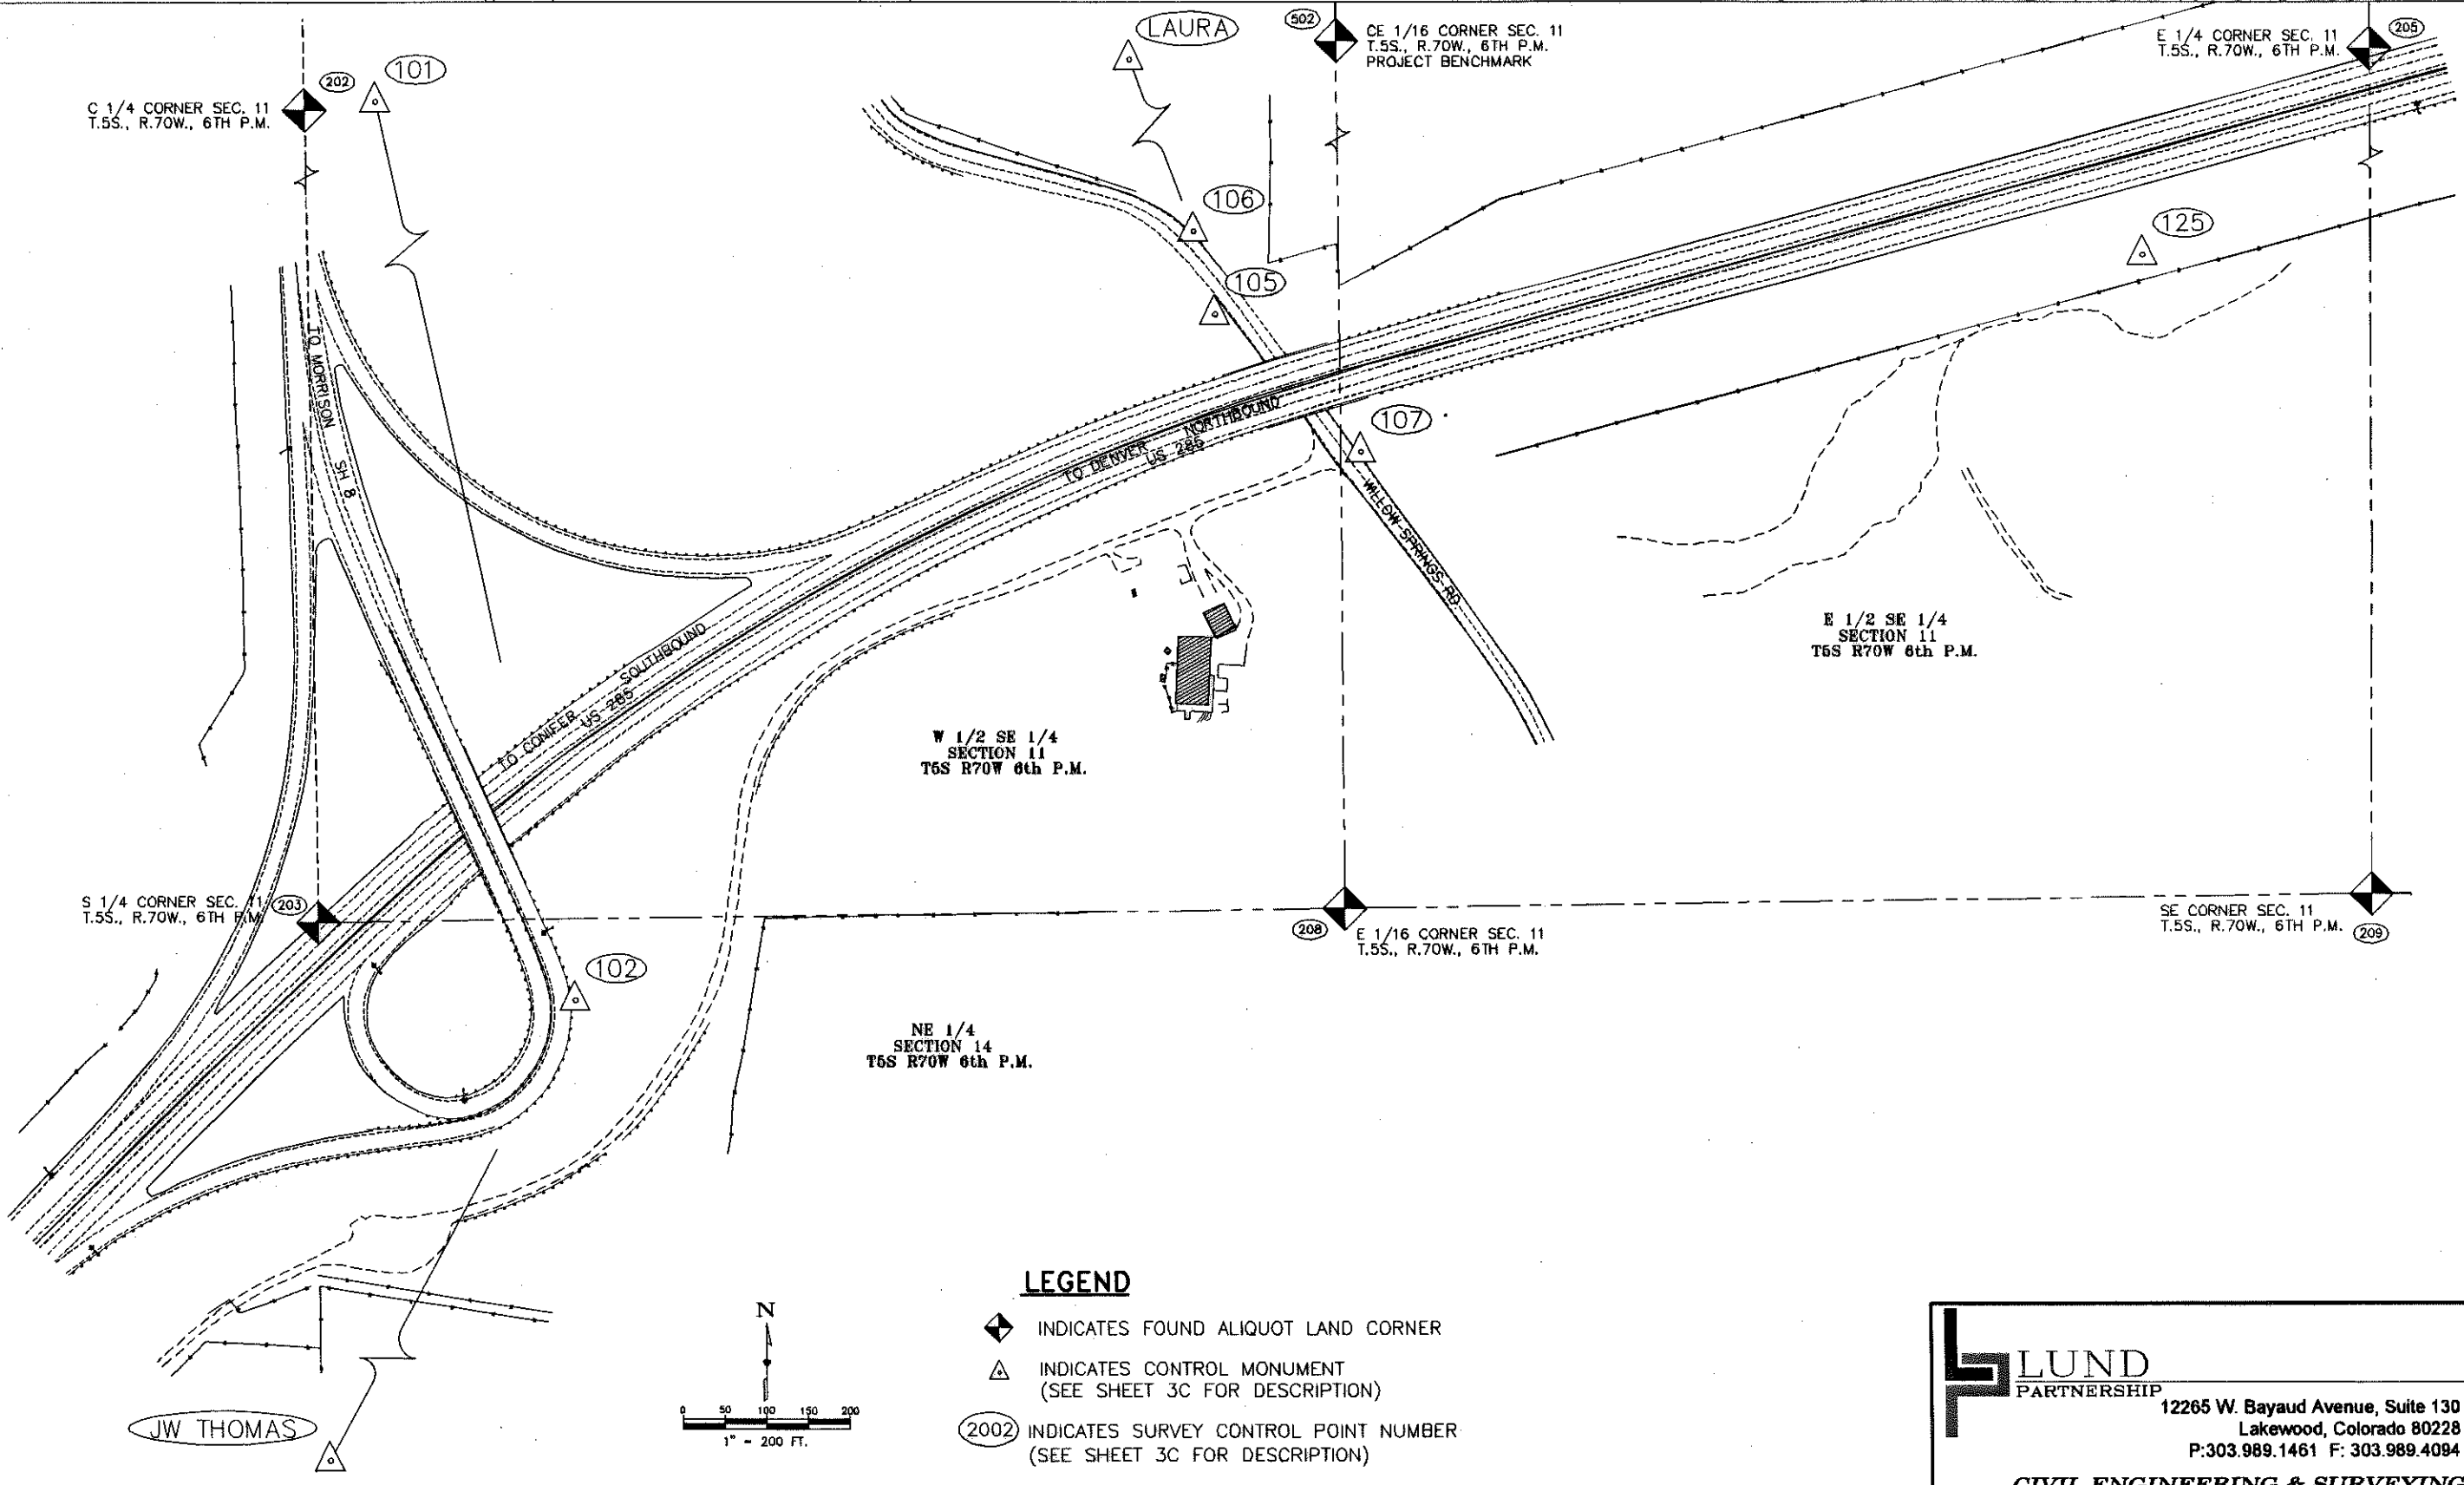 LAURA
502
CE 1/16 CORNER SEC. 11
T.5S., R.70W., 6TH P.M.
PROJECT BENCHMARK
E 1/4 CORNER SEC. 11
T.5S., R.70W., 6TH P.M.
205
101
202
C 1/4 CORNER SEC. 11
T.5S., R.70W., 6TH P.M.
106
125
105
TO MORRISON
SH 8
107
TO DENVER NORTHBOUND
US 285
WILLOW SPRINGS RD
TO CONIFER SOUTHBOUND
US 285
E 1/2 SE 1/4
SECTION 11
T5S R70W 6th P.M.
W 1/2 SE 1/4
SECTION 11
T5S R70W 6th P.M.
S 1/4 CORNER SEC. 11
T.5S., R.70W., 6TH P.M.
203
208
E 1/16 CORNER SEC. 11
T.5S., R.70W., 6TH P.M.
SE CORNER SEC. 11
T.5S., R.70W., 6TH P.M.
209
102
NE 1/4
SECTION 14
T5S R70W 6th P.M.
JW THOMAS
N
0 50 100 150 200
1" = 200 FT.
LEGEND
INDICATES FOUND ALIQUOT LAND CORNER
INDICATES CONTROL MONUMENT
(SEE SHEET 3C FOR DESCRIPTION)
2002 INDICATES SURVEY CONTROL POINT NUMBER
(SEE SHEET 3C FOR DESCRIPTION)
LUND
PARTNERSHIP
12265 W. Bayaud Avenue, Suite 130
Lakewood, Colorado 80228
P:303.989.1461 F: 303.989.4094
CIVIL ENGINEERING & SURVEYING